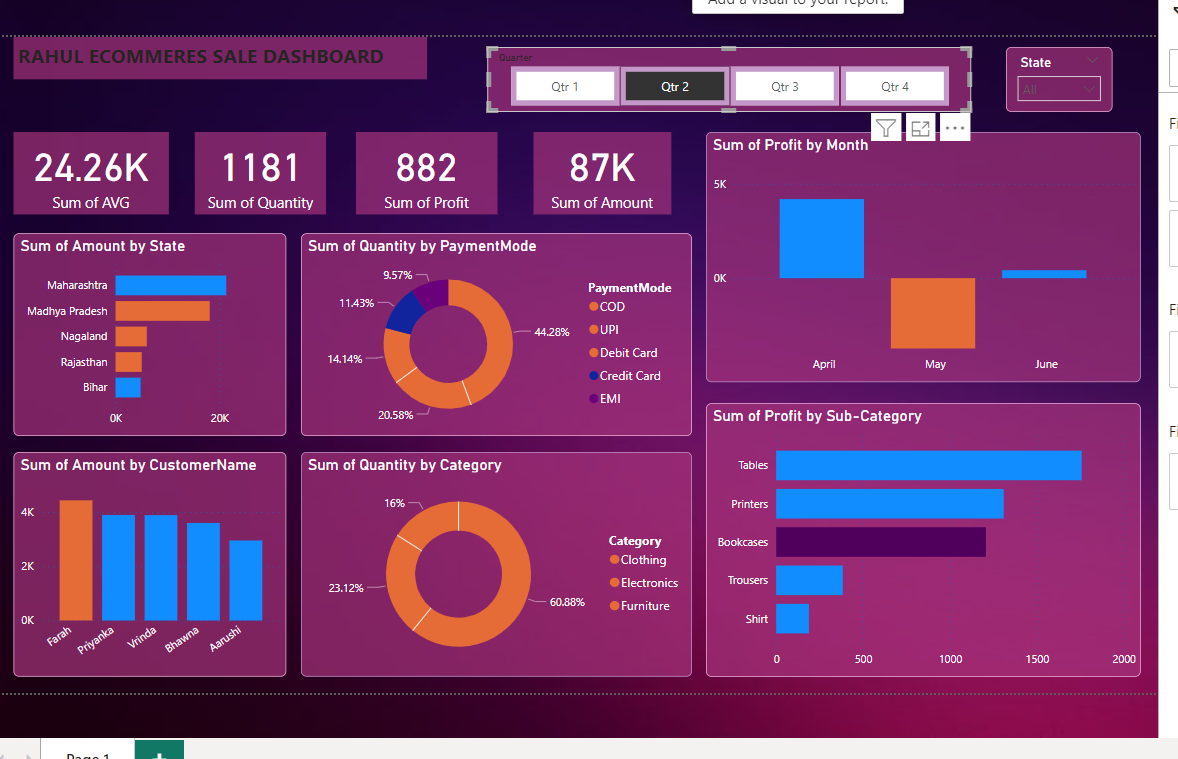 Add a visual to your report.
RAHUL ECOMMERES SALE DASHBOARD
Quarter
Qtr 1
Qtr 2
Qtr 3
Qtr 4
State
All
24.26K
Sum of AVG
1181
Sum of Quantity
882
Sum of Profit
87K
Sum of Amount
Sum of Profit by Month
5K
0K
April
May
June
Sum of Amount by State
Maharashtra
Madhya Pradesh
Nagaland
Rajasthan
Bihar
0K
20K
Sum of Quantity by PaymentMode
9.57%
11.43%
14.14%
20.58%
44.28%
PaymentMode
COD
UPI
Debit Card
Credit Card
EMI
Sum of Profit by Sub-Category
Tables
Printers
Bookcases
Trousers
Shirt
0
500
1000
1500
2000
Sum of Amount by CustomerName
4K
2K
0K
Farah
Priyanka
Vrinda
Bhawna
Aarushi
Sum of Quantity by Category
16%
23.12%
60.88%
Category
Clothing
Electronics
Furniture
Page 1